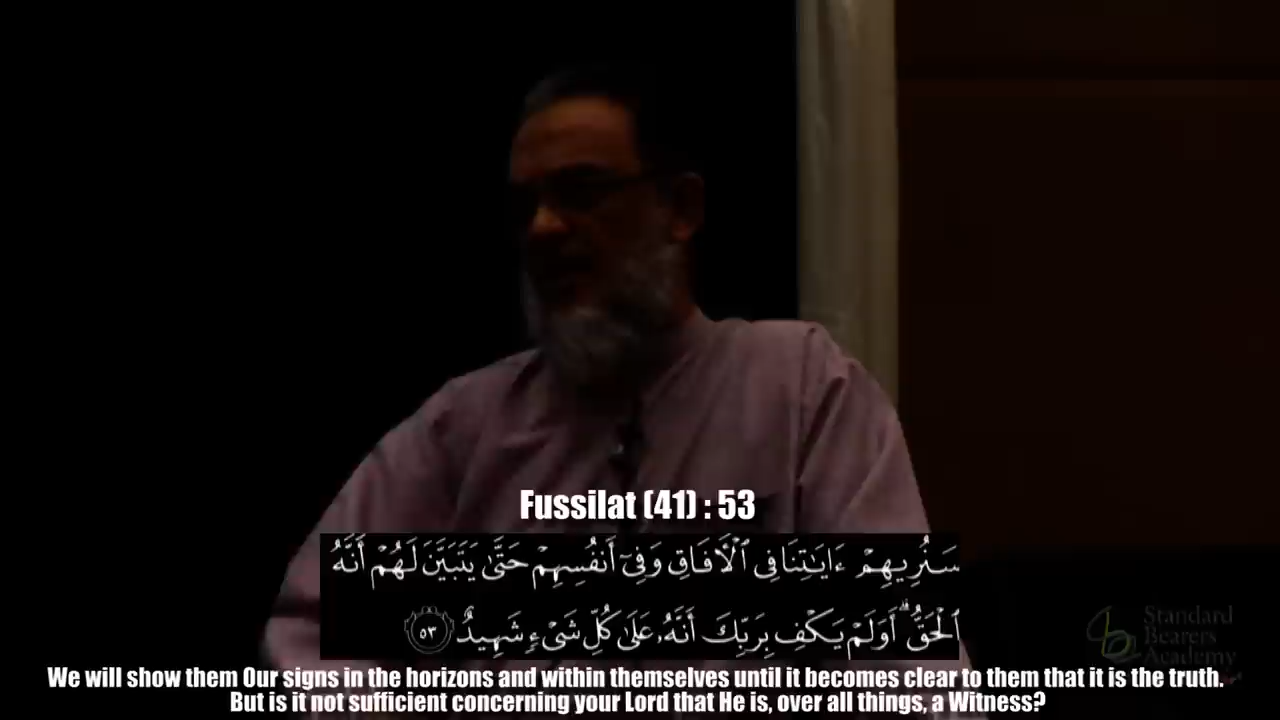 Fussilat (41) : 53
سَنُرِيهِمْ ءَايَـٰتِنَا فِى ٱلْـَٔافَاقِ وَفِىٓ أَنفُسِهِمْ حَتَّىٰ يَتَبَيَّنَ لَهُمْ أَنَّهُ
ٱلْحَقُّ ۗ أَوَلَمْ يَكْفِ بِرَبِّكَ أَنَّهُۥ عَلَىٰ كُلِّ شَىْءٍ شَهِيدٌ ٥٣
Standard
Bearers
Academy
We will show them Our signs in the horizons and within themselves until it becomes clear to them that it is the truth.
But is it not sufficient concerning your Lord that He is, over all things, a Witness?